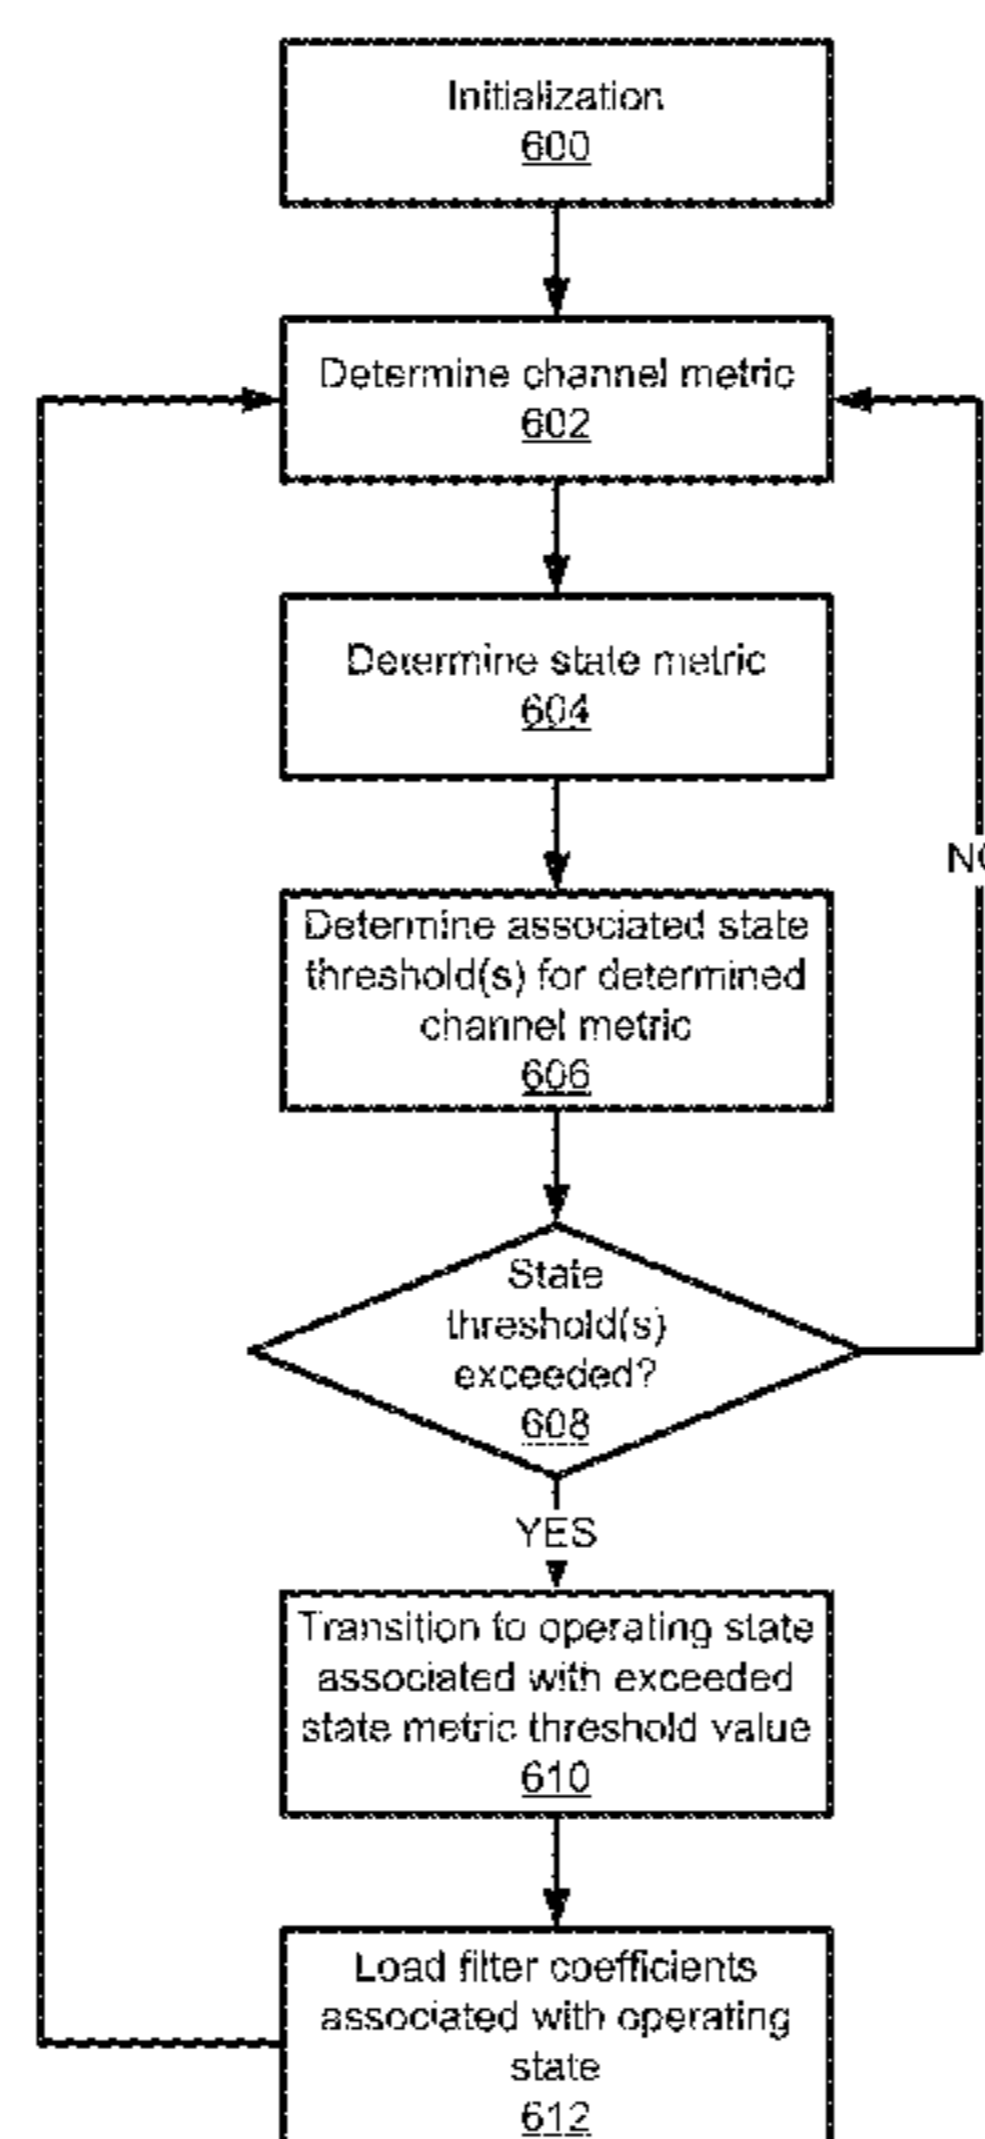 Initialization
600
Determine channel metric
602
Determine state metric
604
Determine associated state
threshold(s) for determined
channel metric
606
State
threshold(s)
exceeded?
608
YES
Transition to operating state
associated with exceeded
state metric threshold value
610
Load filter coefficients
associated with operating
state
612